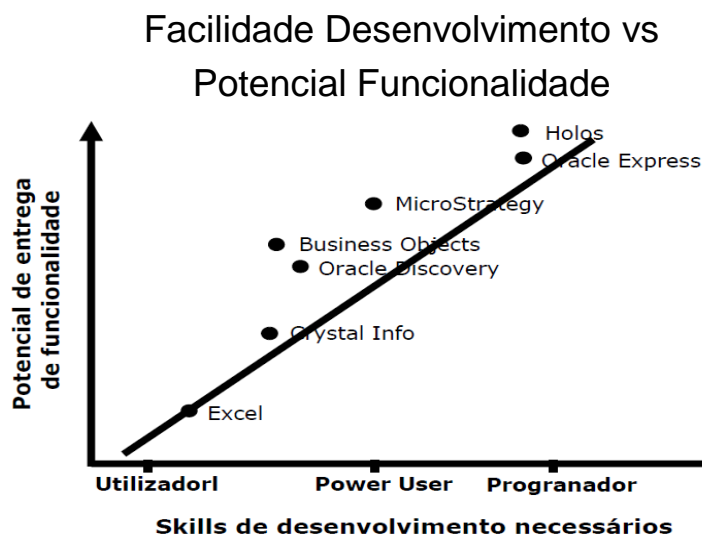 Facilidade Desenvolvimento vs
Potencial Funcionalidade
Potencial de entrega
de funcionalidade
Holos
Oracle Express
MicroStrategy
Business Objects
Oracle Discovery
Crystal Info
Excel
Utilizadorl
Power User
Progranador
Skills de desenvolvimento necessários